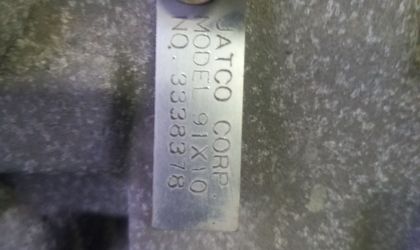 JATCO CORP.
MODEL 91X10
NO. 3338378